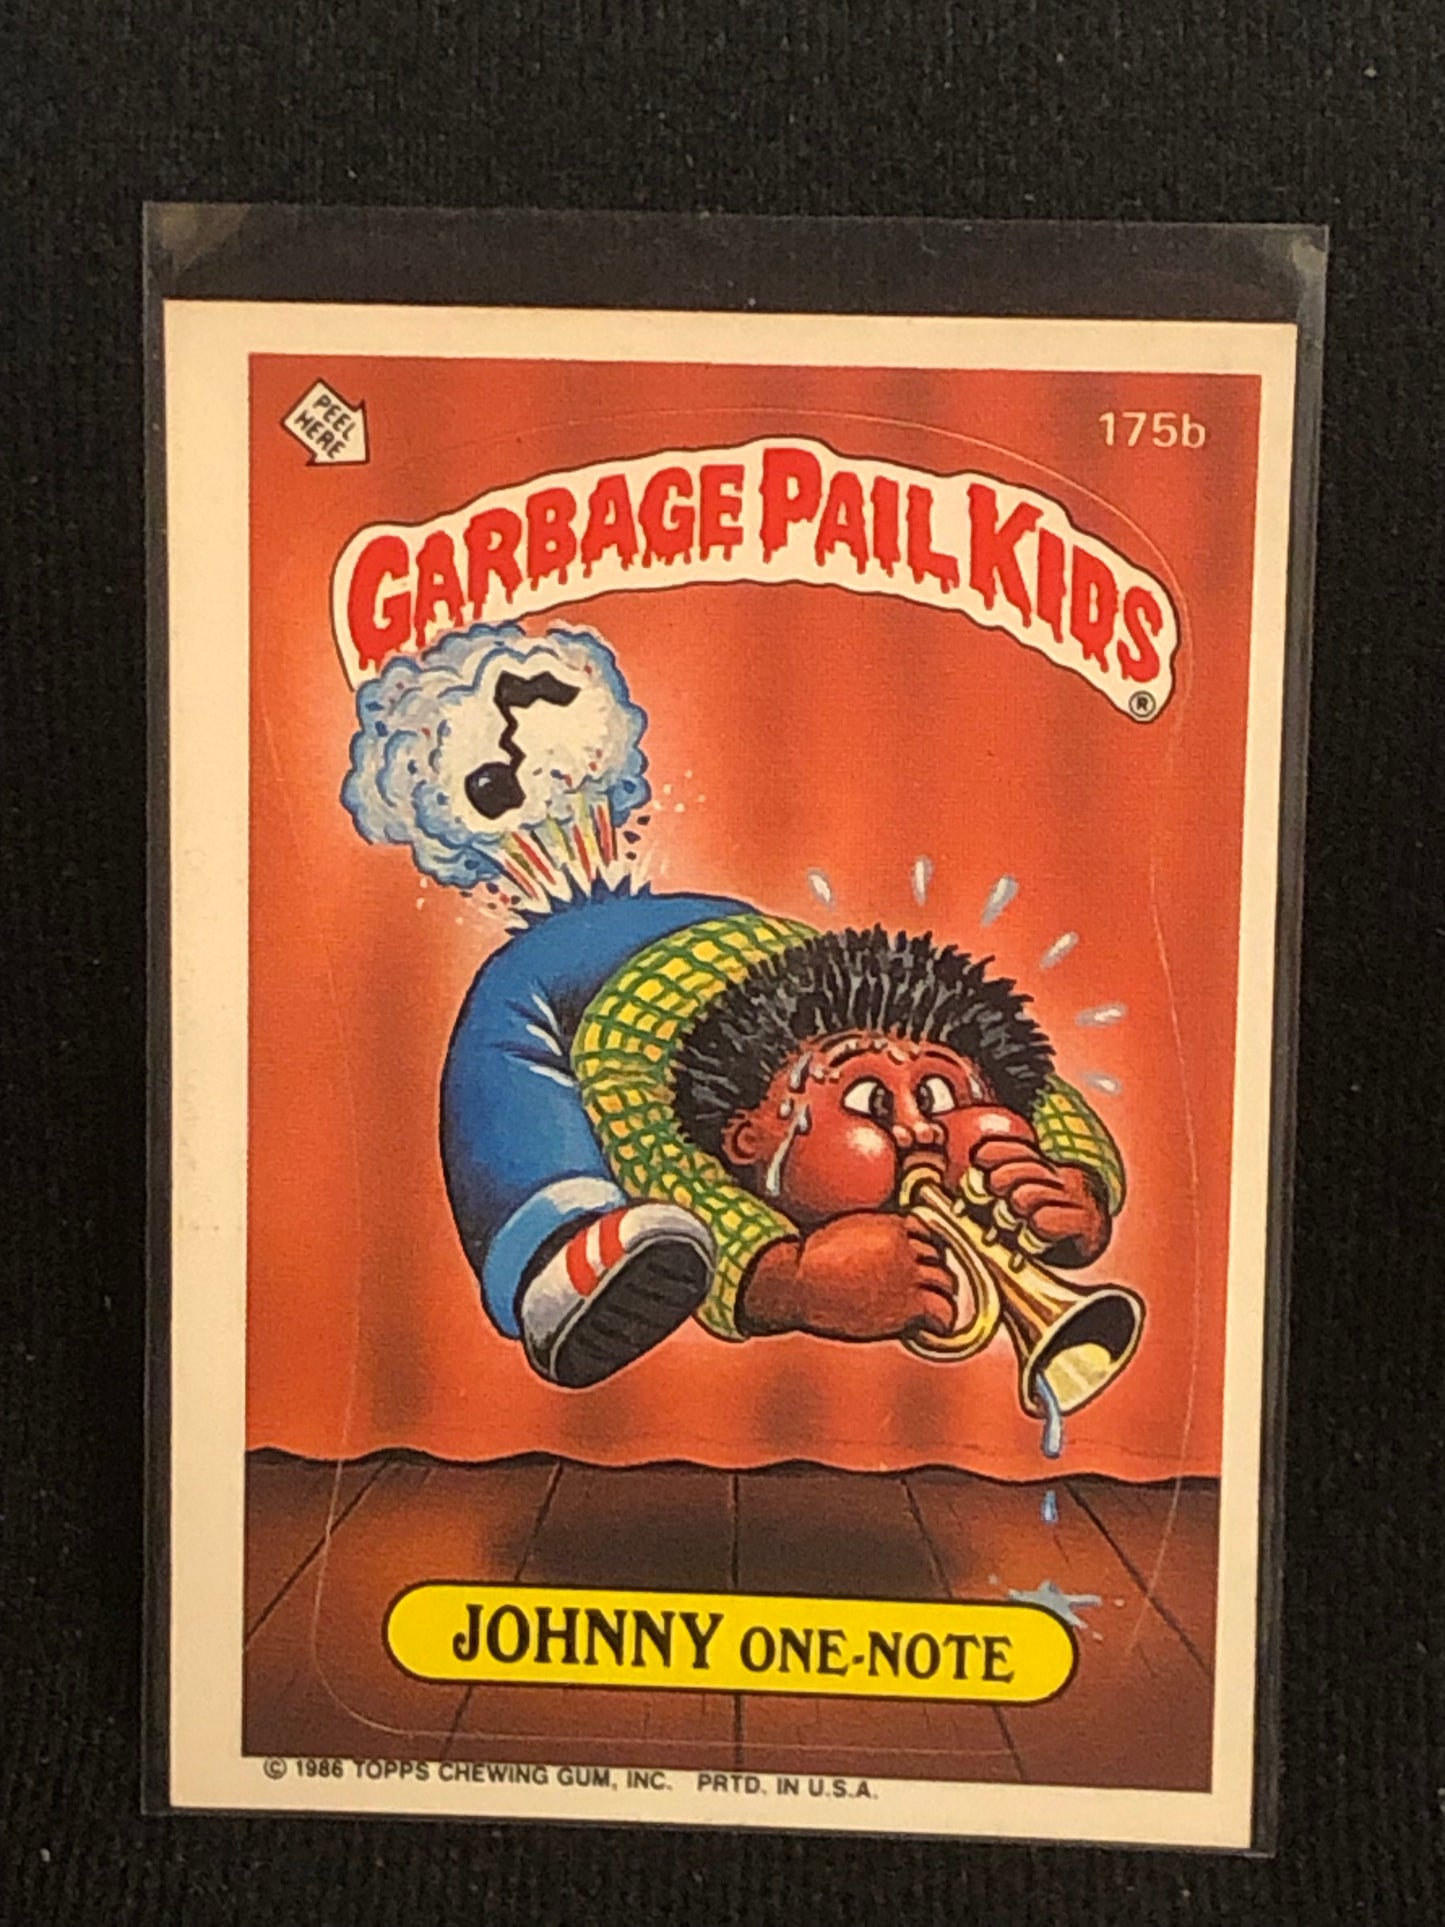 PEEL
HERE
175b
GARBAGE PAIL KIDS
®
JOHNNY ONE-NOTE
© 1986 TOPPS CHEWING GUM, INC. PRTD. IN U.S.A.